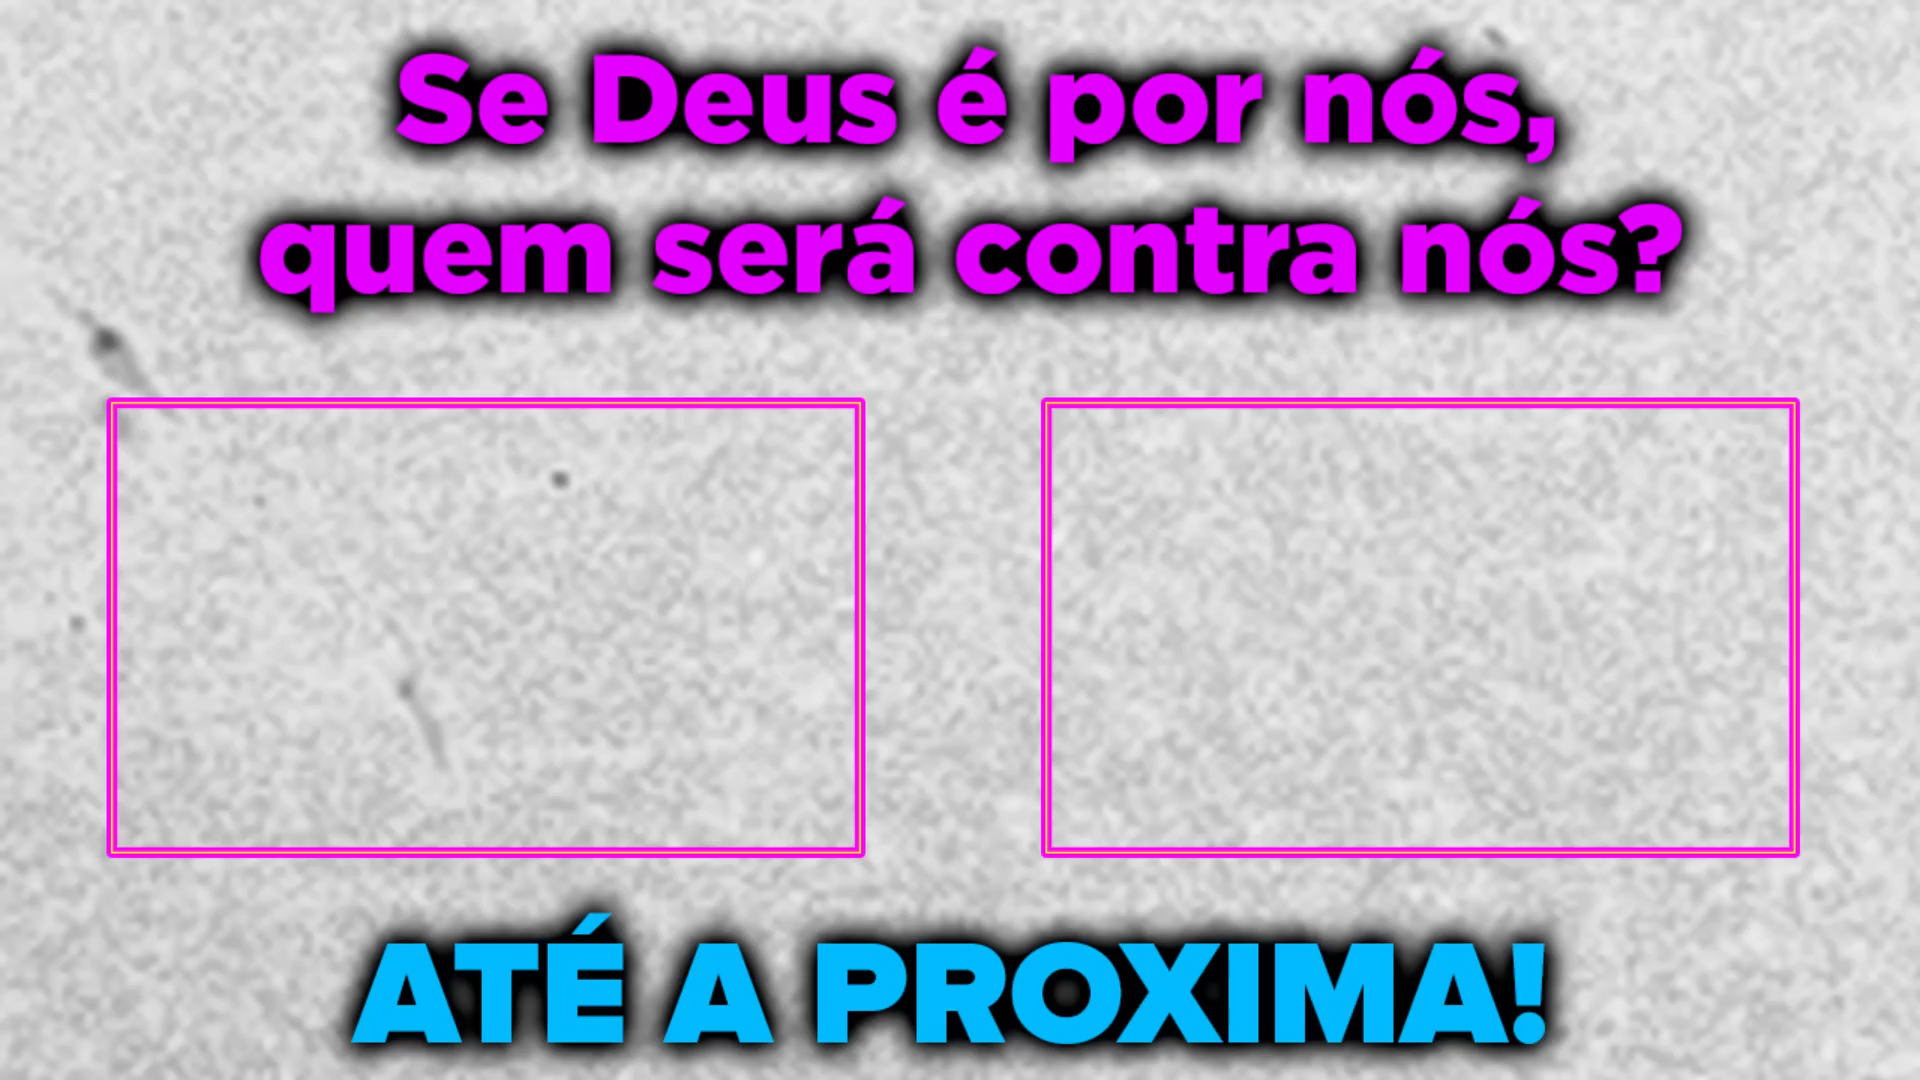 Se Deus é por nós,
quem será contra nós?
ATÉ A PROXIMA!